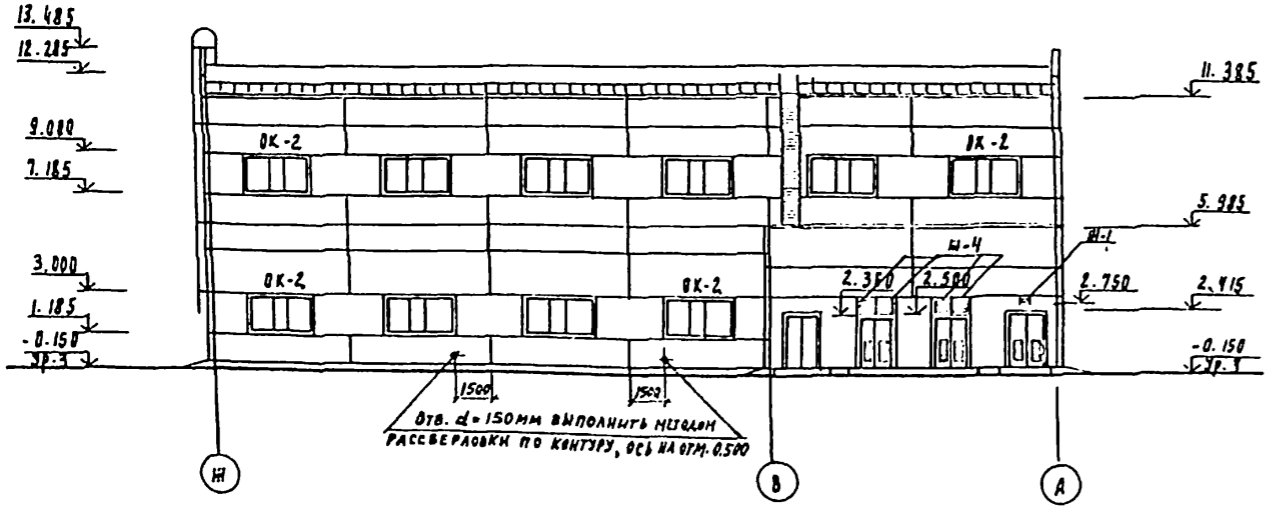 13.485
12.285
11.385
9.080
ОК-2
ОК-2
7.185
5.985
Ш-4
Ж-1
3.000
2.350
2.500
2.750
2.415
ОК-2
ОК-2
1.185
-0.150
Ур.З
-0.150
Ур.З
1500
1500
ОТВ. d=150ММ ВЫПОЛНИТЬ МЕТОДОМ
РАССВЕРЛОВКИ ПО КОНТУРУ, ОСЬ НА ОТМ. 0.500
Ж
В
А